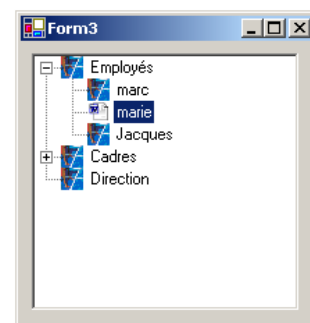 Form3
Employés
marc
marie
Jacques
Cadres
Direction